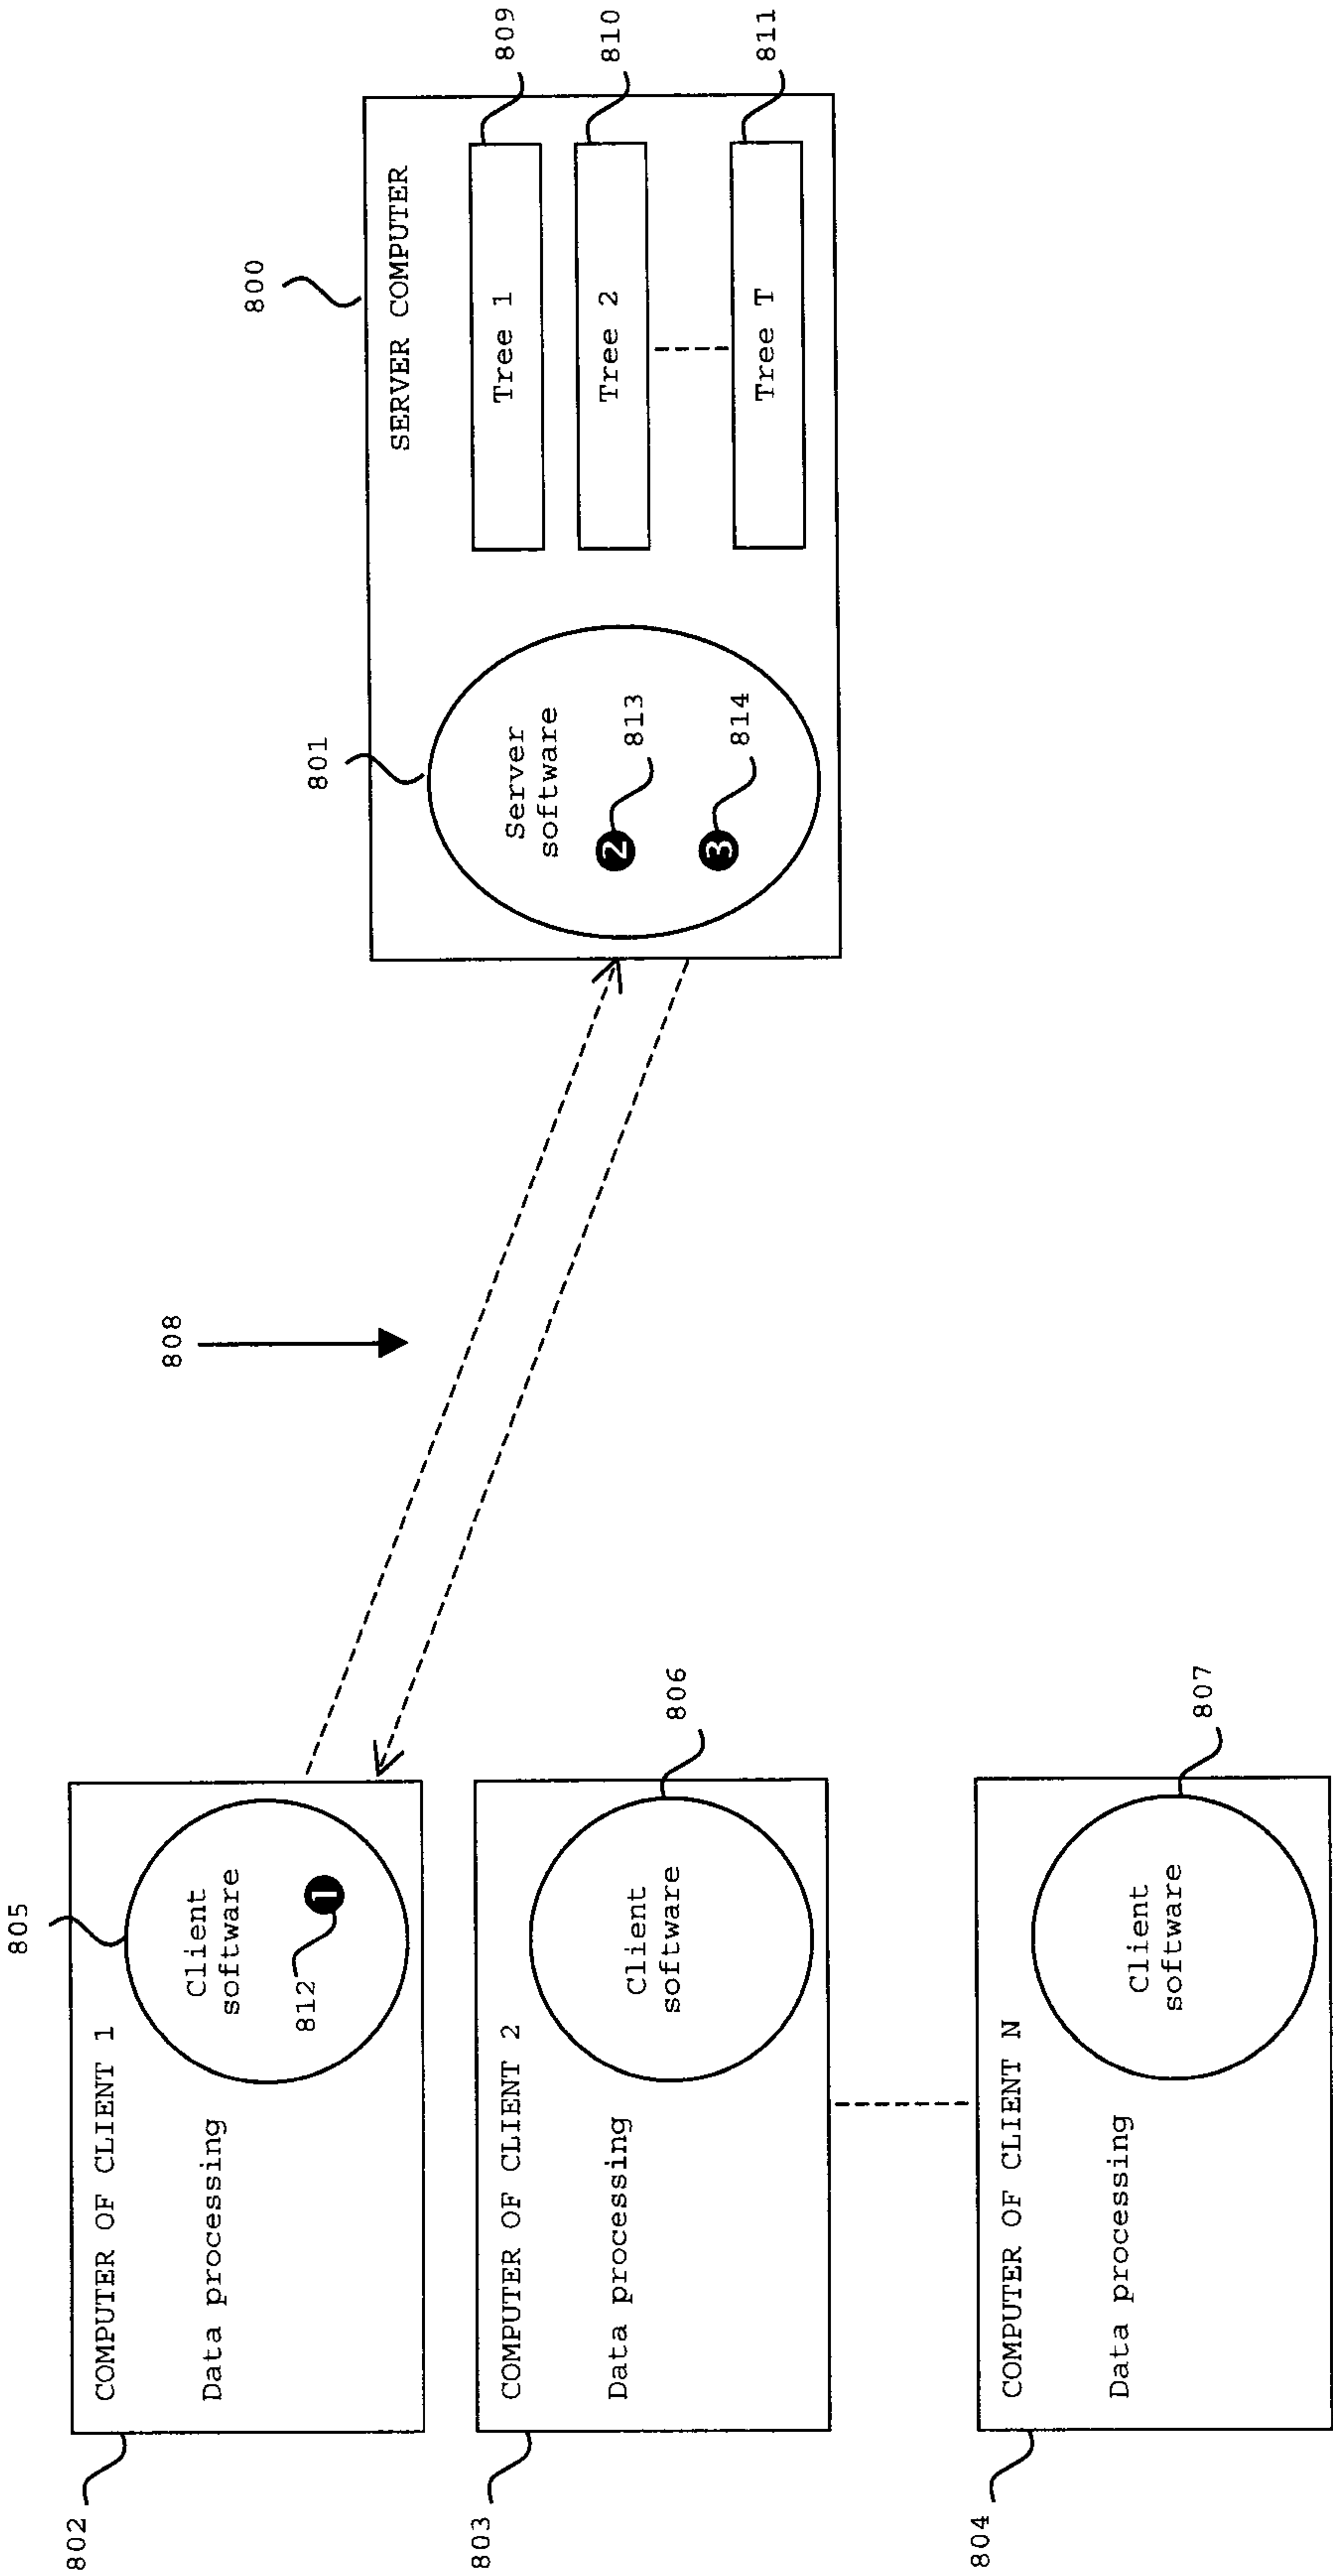 802
COMPUTER OF CLIENT 1
805
Data processing
Client
software
812
1
803
COMPUTER OF CLIENT 2
Data processing
Client
software
806
804
COMPUTER OF CLIENT N
Data processing
Client
software
807
808
800
SERVER COMPUTER
801
Server
software
2
813
3
814
Tree 1
809
Tree 2
810
Tree T
811